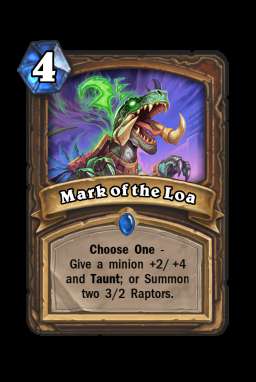 4
Mark of the Loa
Choose One -
Give a minion +2/ +4
and Taunt; or Summon
two 3/2 Raptors.